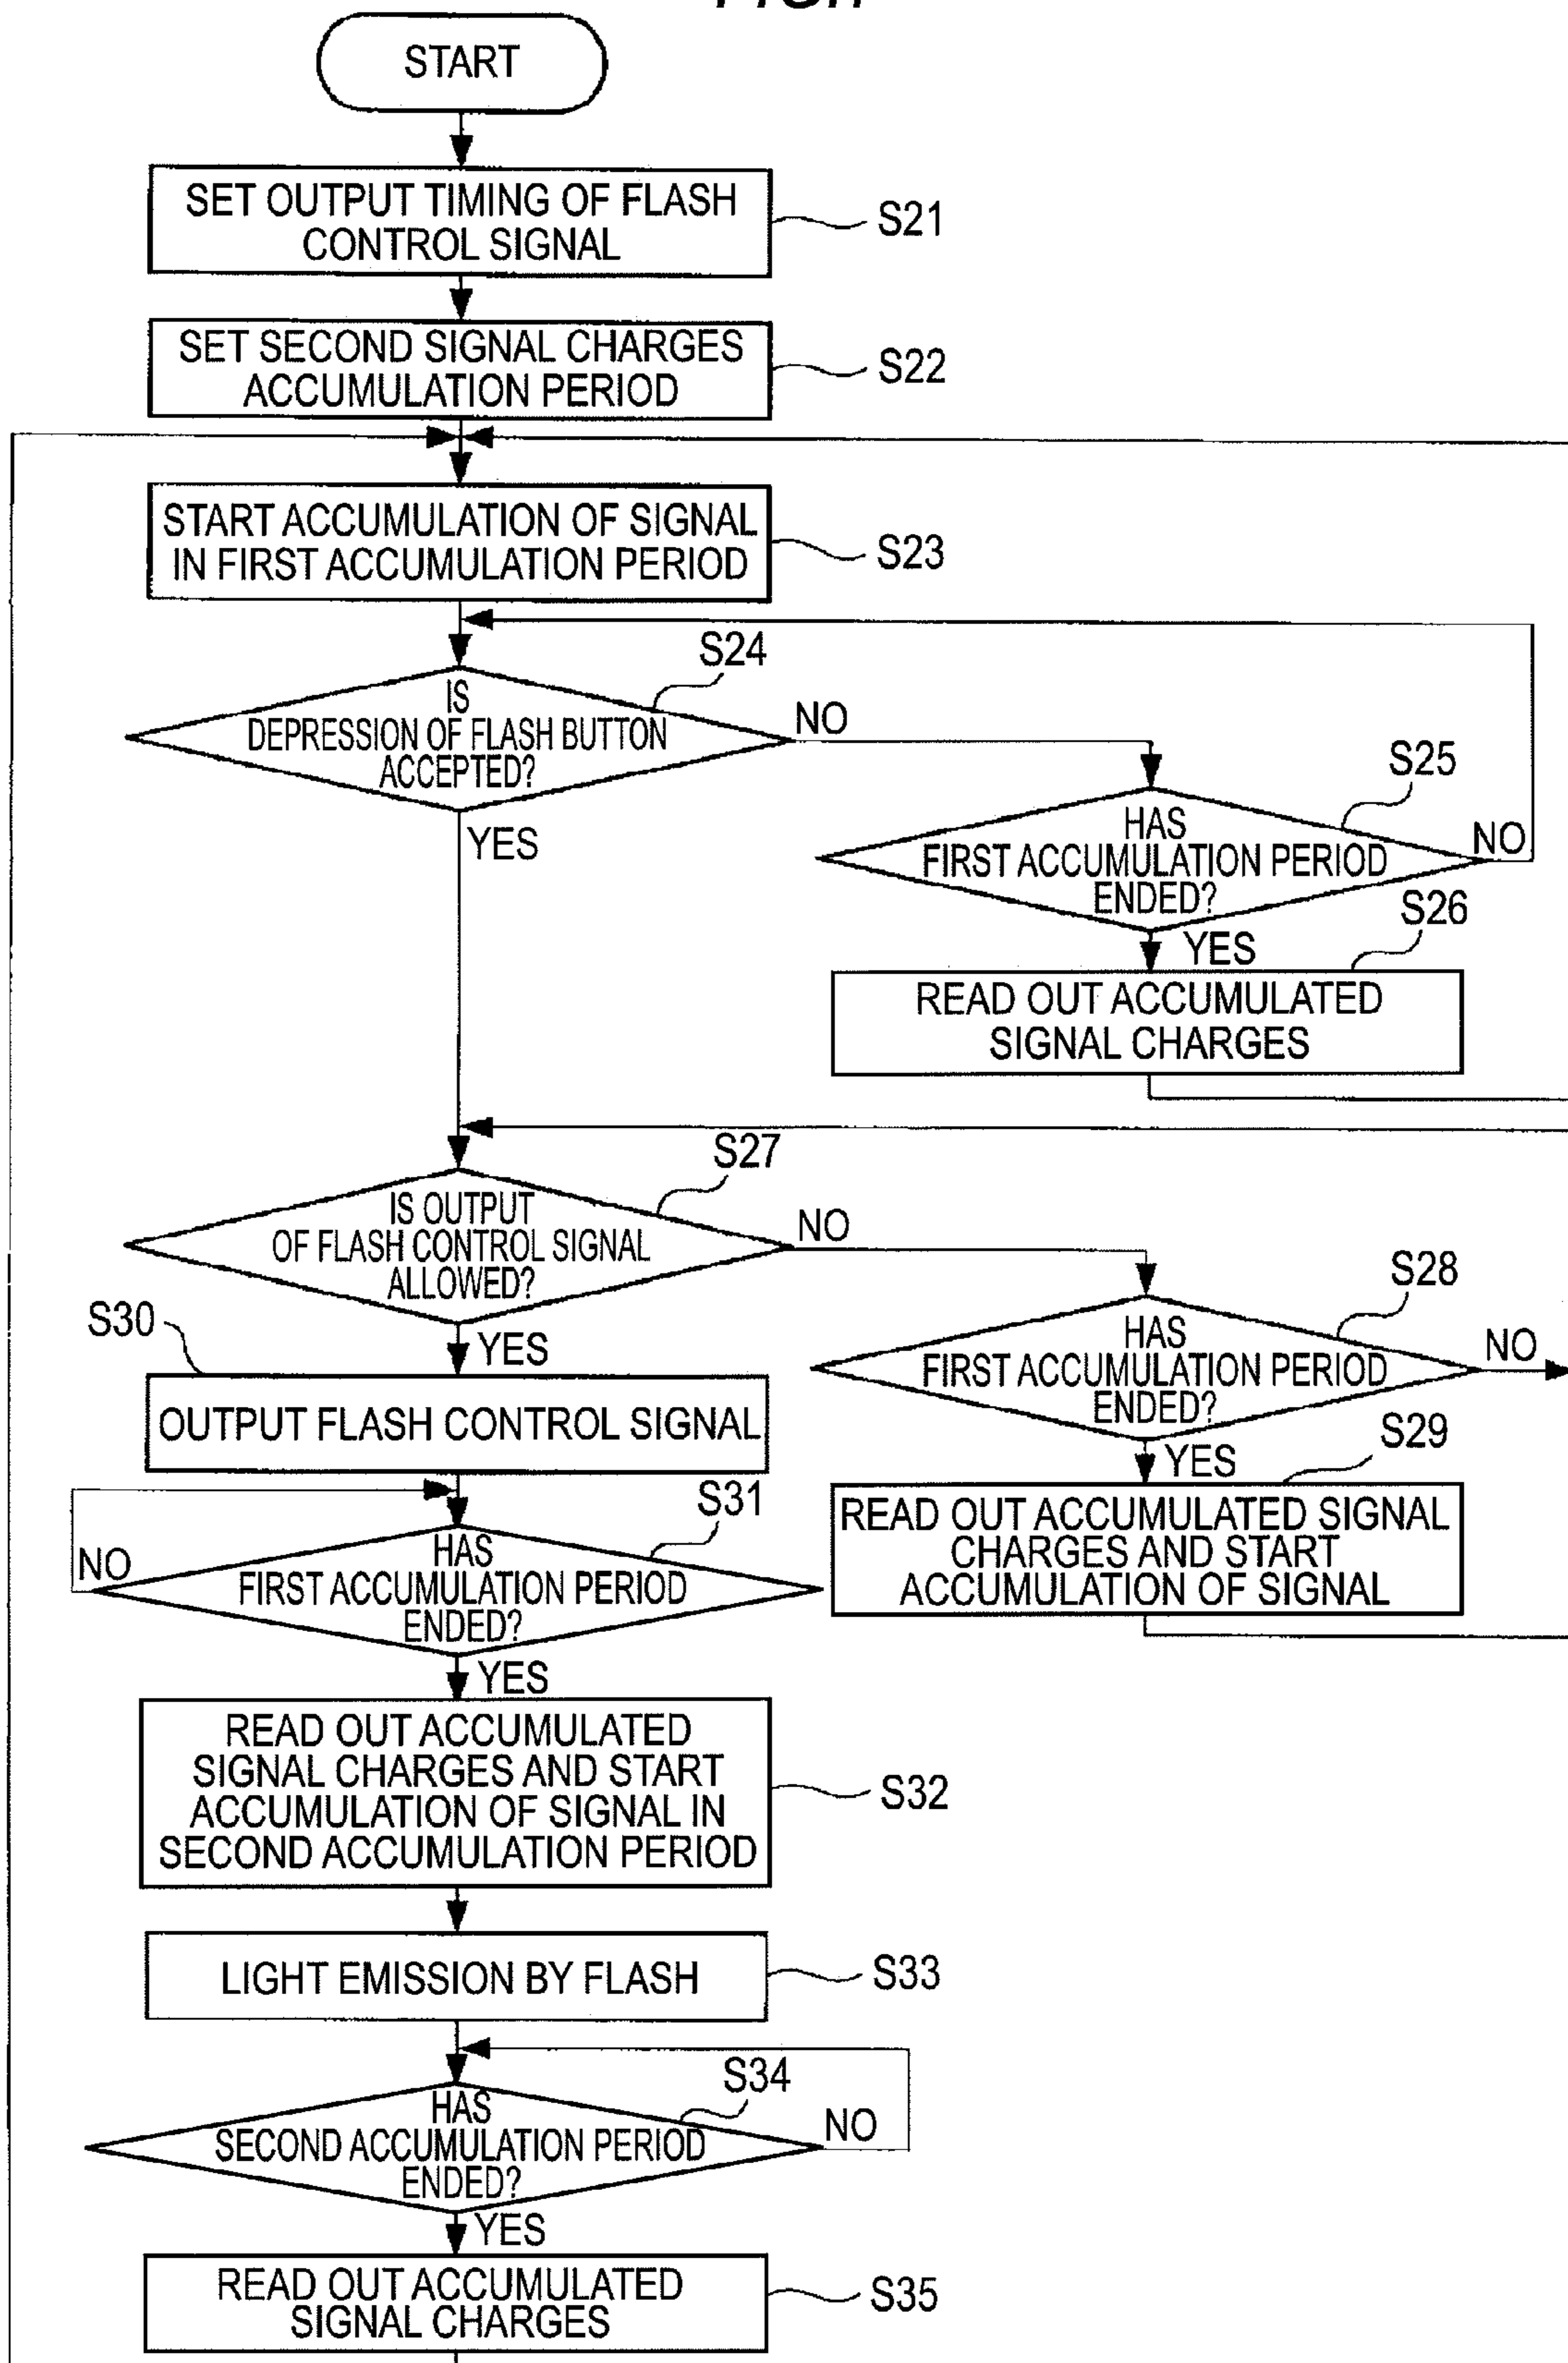 START
SET OUTPUT TIMING OF FLASH
CONTROL SIGNAL
S21
SET SECOND SIGNAL CHARGES
ACCUMULATION PERIOD
S22
START ACCUMULATION OF SIGNAL
IN FIRST ACCUMULATION PERIOD
S23
S24
IS
DEPRESSION OF FLASH BUTTON
ACCEPTED?
NO
YES
S25
HAS
FIRST ACCUMULATION PERIOD
ENDED?
NO
YES
S26
READ OUT ACCUMULATED
SIGNAL CHARGES
S27
IS OUTPUT
OF FLASH CONTROL SIGNAL
ALLOWED?
NO
YES
S28
HAS
FIRST ACCUMULATION PERIOD
ENDED?
NO
YES
S29
READ OUT ACCUMULATED SIGNAL
CHARGES AND START
ACCUMULATION OF SIGNAL
S30
OUTPUT FLASH CONTROL SIGNAL
S31
HAS
FIRST ACCUMULATION PERIOD
ENDED?
NO
YES
READ OUT ACCUMULATED
SIGNAL CHARGES AND START
ACCUMULATION OF SIGNAL IN
SECOND ACCUMULATION PERIOD
S32
LIGHT EMISSION BY FLASH
S33
S34
HAS
SECOND ACCUMULATION PERIOD
ENDED?
NO
YES
READ OUT ACCUMULATED
SIGNAL CHARGES
S35